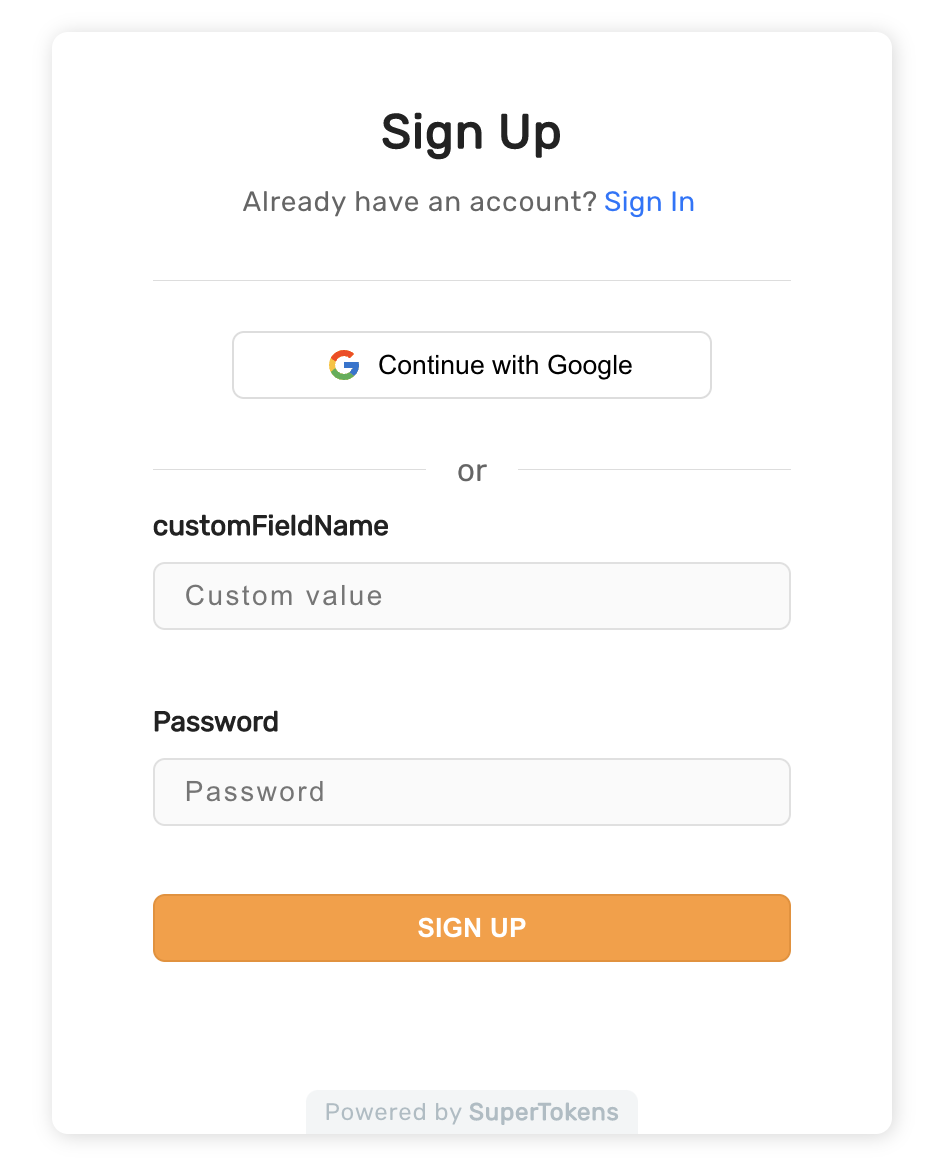 Sign Up
Already have an account? Sign In
Continue with Google
or
customFieldName
Custom value
Password
Password
SIGN UP
Powered by SuperTokens